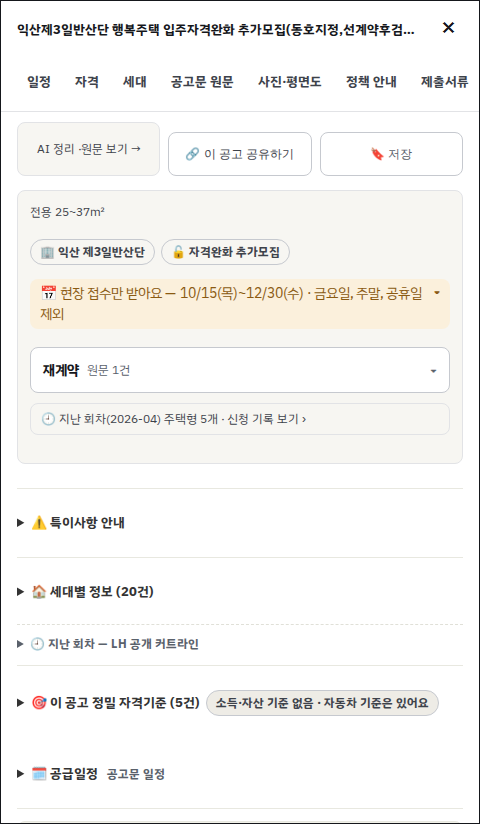 익산제3일반산단 행복주택 입주자격완화 추가모집(동호지정,선계약후검... ✕
일정 자격 세대 공고문 원문 사진·평면도 정책 안내 제출서류
AI 정리 ·원문 보기 → 🔗 이 공고 공유하기 🔖 저장
전용 25~37m²
🏢 익산 제3일반산단 🔓 자격완화 추가모집
📅 현장 접수만 받아요 — 10/15(목)~12/30(수) · 금요일, 주말, 공휴일
제외
재계약 원문 1건
🕘 지난 회차(2026-04) 주택형 5개 · 신청 기록 보기 ›
▶ ⚠️ 특이사항 안내
▶ 🏠 세대별 정보 (20건)
▶ 🕘 지난 회차 — LH 공개 커트라인
▶ 🎯 이 공고 정밀 자격기준 (5건) 소득·자산 기준 없음 · 자동차 기준은 있어요
▶ 🗓️ 공급일정 공고문 일정